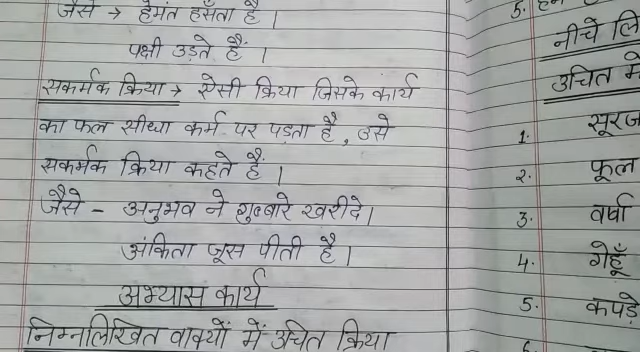 जैसे → हेमंत हँसता है।
पक्षी उड़ते हैं।
सकर्मक क्रिया → ऐसी क्रिया जिसके कार्य
का फल सीधा कर्म पर पड़ता है, उसे
सकर्मक क्रिया कहते हैं।
जैसे - अनुभव ने गुब्बारे खरीदे।
अंकिता जूस पीती है।
अभ्यास कार्य
निम्नलिखित वाक्यों में उचित क्रिया
5.
नीचे लि
उचित में
1. सूरज
2. फूल
3. वर्षा
4. गेहूँ
5. कपड़े
6.